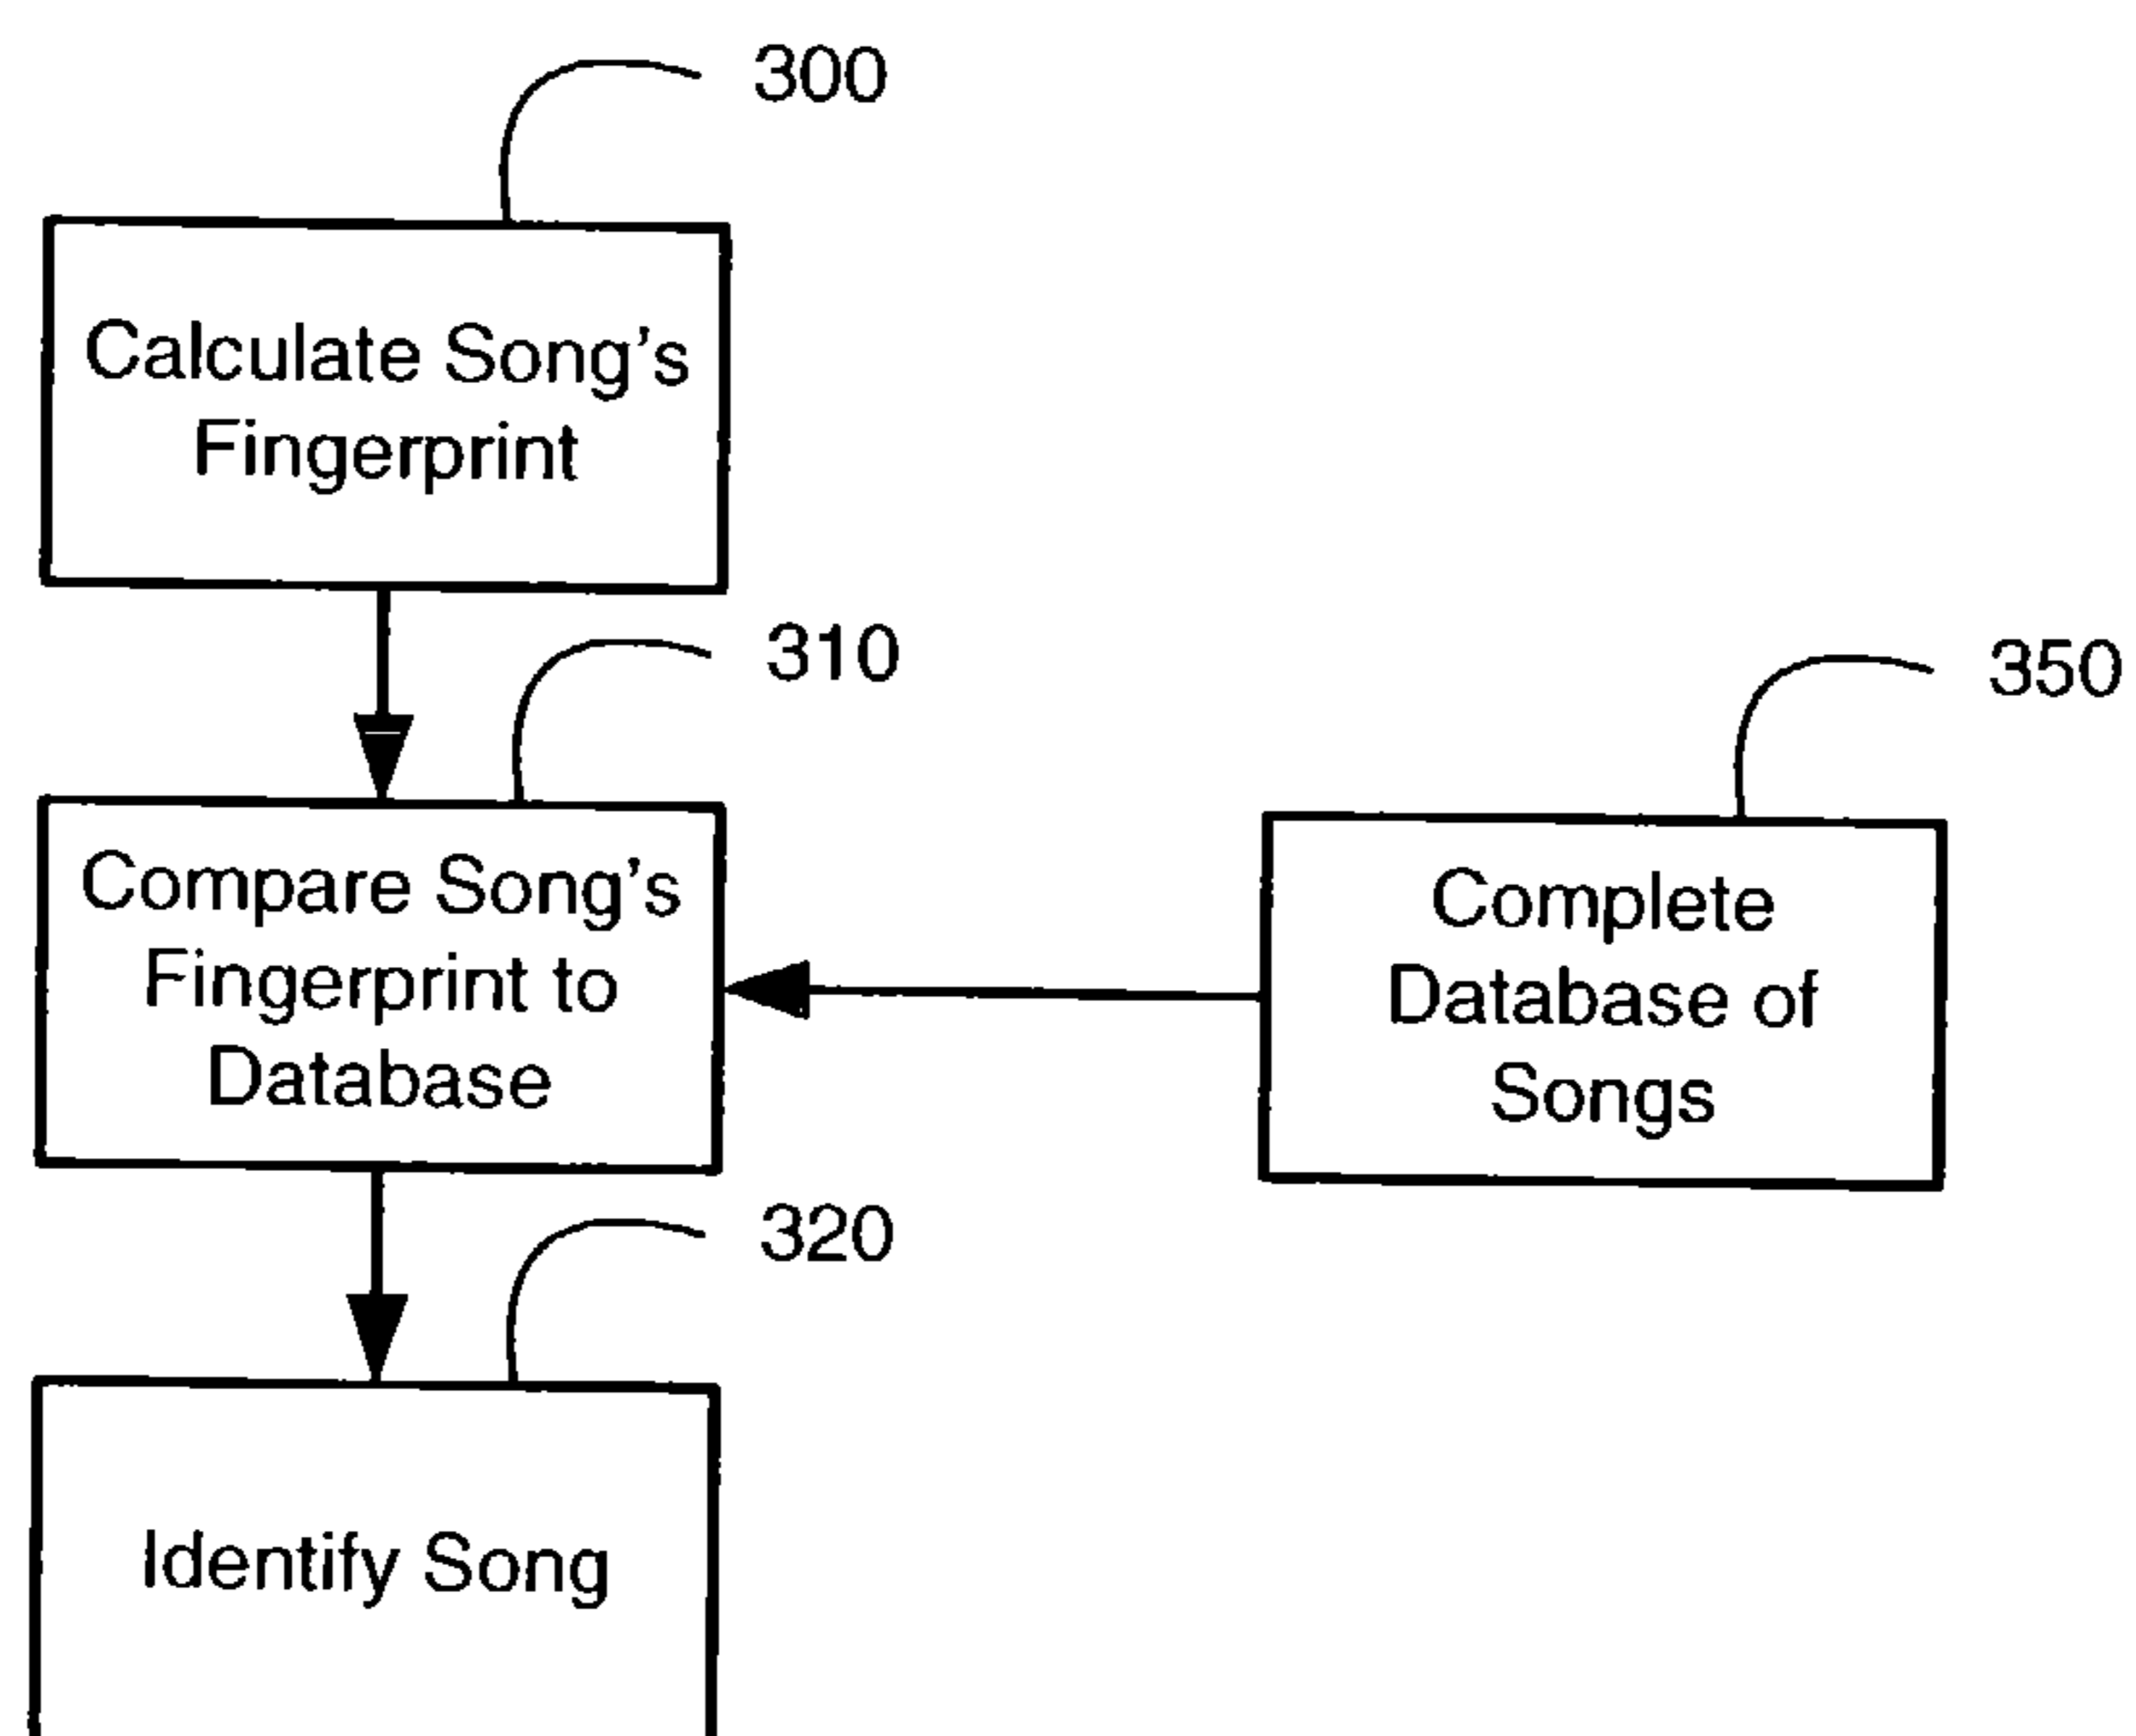 300
Calculate Song's
Fingerprint
310
350
Compare Song's
Fingerprint to
Database
Complete
Database of
Songs
320
Identify Song